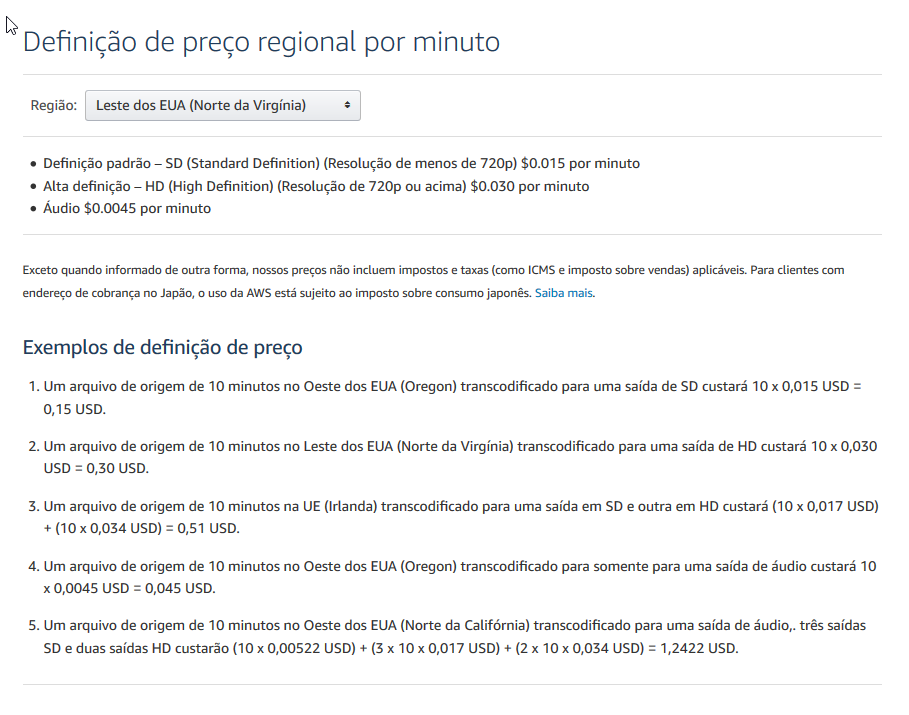 Definição de preço regional por minuto
Região: Leste dos EUA (Norte da Virgínia)
• Definição padrão – SD (Standard Definition) (Resolução de menos de 720p) $0.015 por minuto
• Alta definição – HD (High Definition) (Resolução de 720p ou acima) $0.030 por minuto
• Áudio $0.0045 por minuto
Exceto quando informado de outra forma, nossos preços não incluem impostos e taxas (como ICMS e imposto sobre vendas) aplicáveis. Para clientes com
endereço de cobrança no Japão, o uso da AWS está sujeito ao imposto sobre consumo japonês. Saiba mais.
Exemplos de definição de preço
1. Um arquivo de origem de 10 minutos no Oeste dos EUA (Oregon) transcodificado para uma saída de SD custará 10 x 0,015 USD =
0,15 USD.
2. Um arquivo de origem de 10 minutos no Leste dos EUA (Norte da Virgínia) transcodificado para uma saída de HD custará 10 x 0,030
USD = 0,30 USD.
3. Um arquivo de origem de 10 minutos na UE (Irlanda) transcodificado para uma saída em SD e outra em HD custará (10 x 0,017 USD)
+ (10 x 0,034 USD) = 0,51 USD.
4. Um arquivo de origem de 10 minutos no Oeste dos EUA (Oregon) transcodificado para somente para uma saída de áudio custará 10
x 0,0045 USD = 0,045 USD.
5. Um arquivo de origem de 10 minutos no Oeste dos EUA (Norte da Califórnia) transcodificado para uma saída de áudio,. três saídas
SD e duas saídas HD custarão (10 x 0,00522 USD) + (3 x 10 x 0,017 USD) + (2 x 10 x 0,034 USD) = 1,2422 USD.